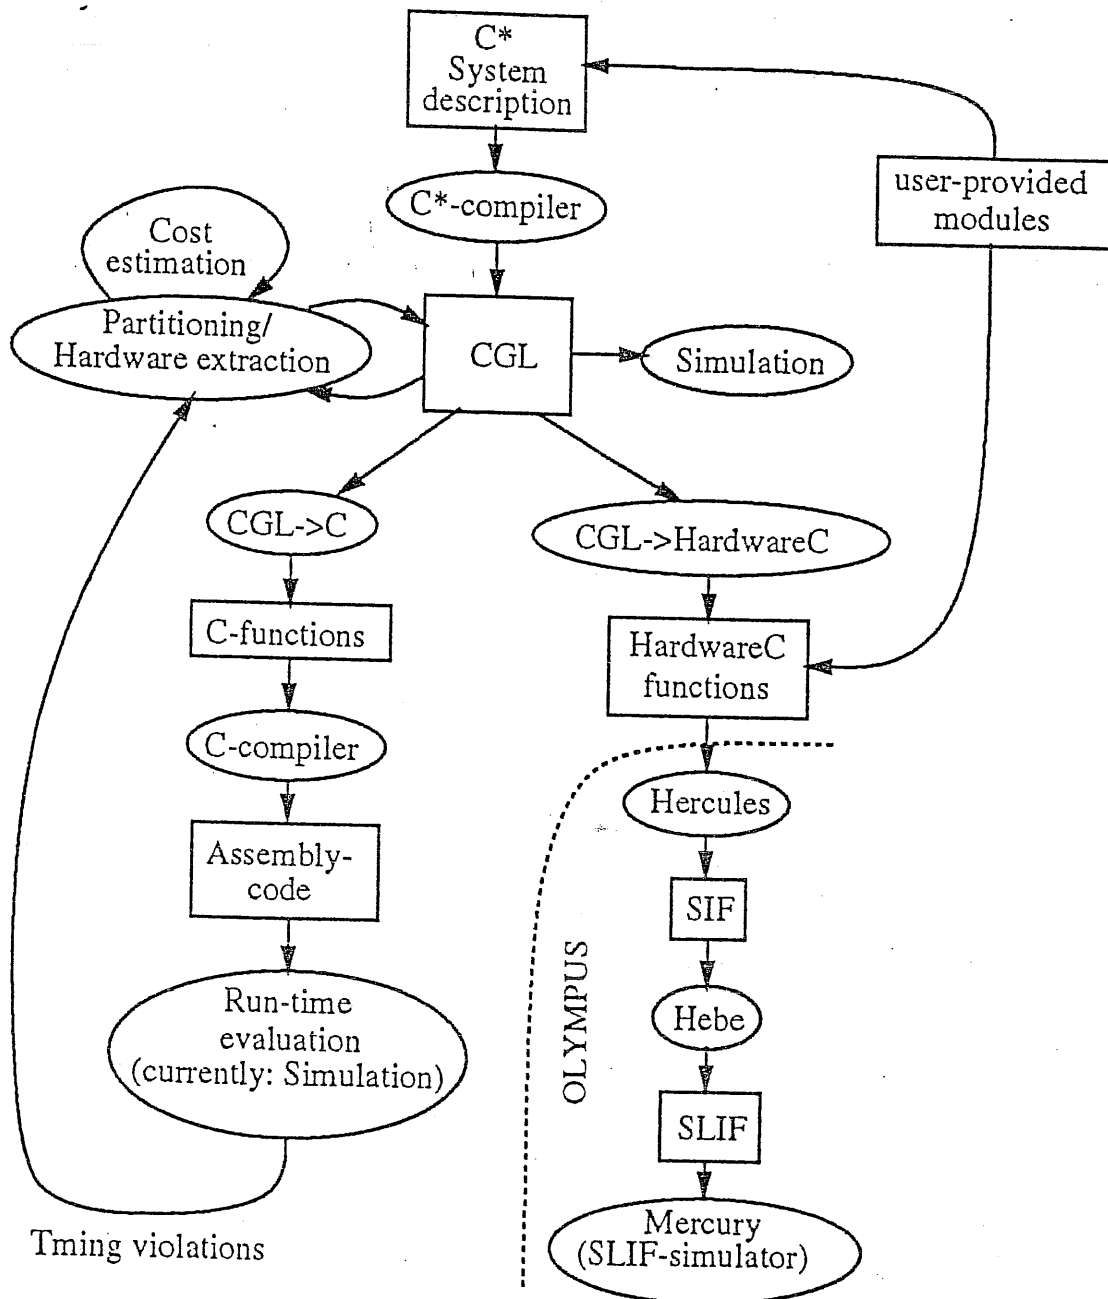 C*
System
description
user-provided
modules
C*-compiler
Cost
estimation
Partitioning/
Hardware extraction
CGL
Simulation
CGL->C
CGL->HardwareC
C-functions
HardwareC
functions
C-compiler
Hercules
Assembly-
code
SIF
OLYMPUS
Run-time
evaluation
(currently: Simulation)
Hebe
SLIF
Tming violations
Mercury
(SLIF-simulator)